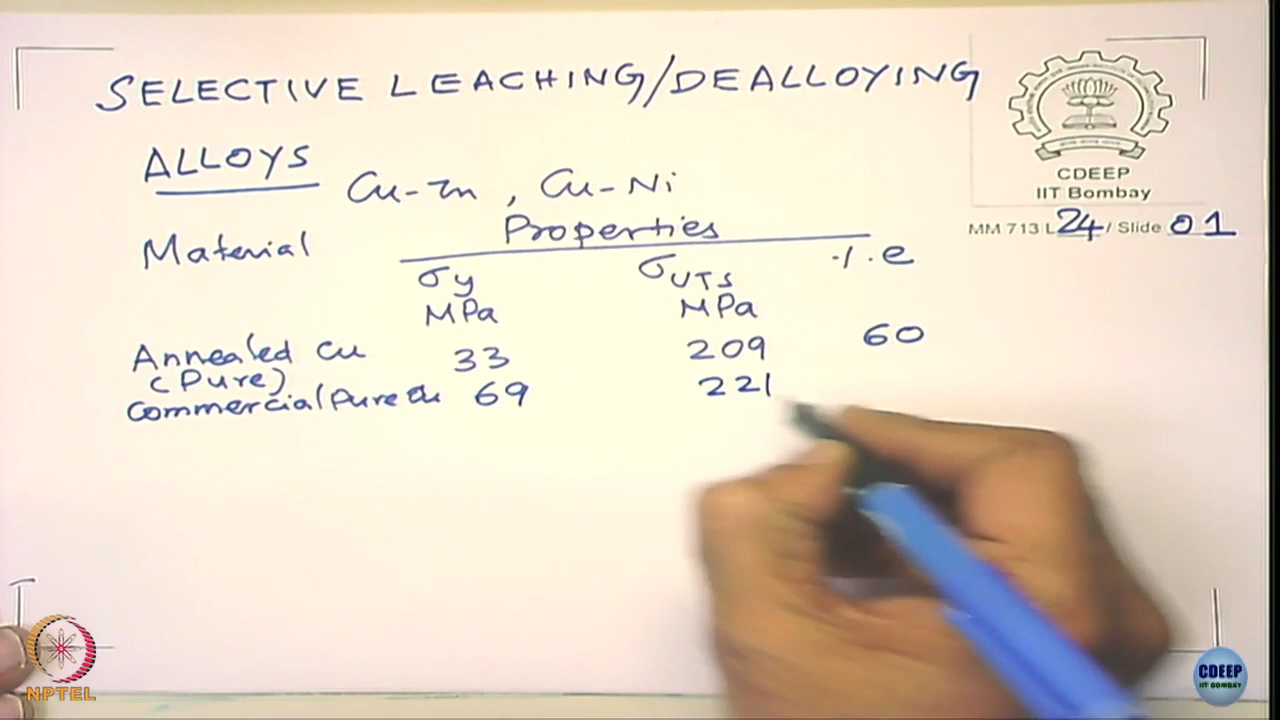 SELECTIVE LEACHING/DEALLOYING
ALLOYS
Cu-Zn, Cu-Ni
Material Properties
σy σUTS %e
MPa MPa
Annealed Cu 33 209 60
(Pure)
Commercial Pure Cu 69 221
CDEEP
IIT Bombay
MM 713 L 24 / Slide 01
NPTEL
CDEEP
IIT BOMBAY